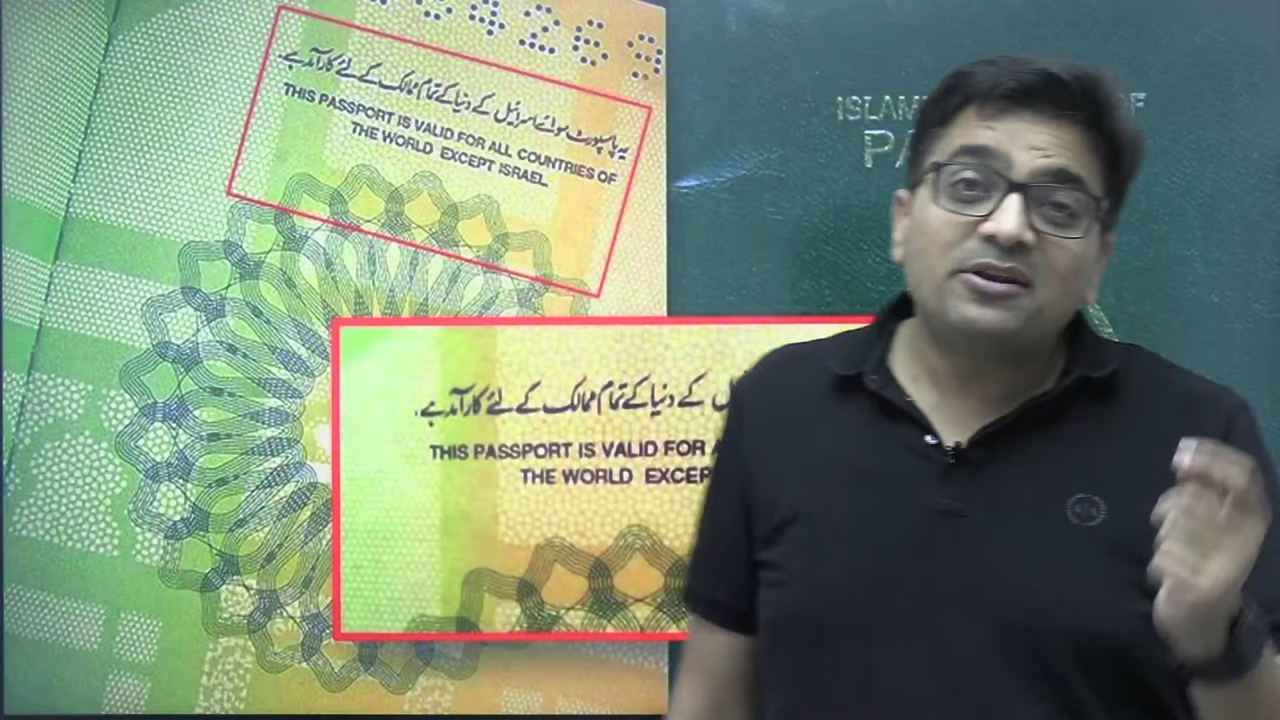 4269
یہ پاسپورٹ سوائے اسرائیل کے دنیا کے تمام ممالک کے لئے کارآمد ہے۔
THIS PASSPORT IS VALID FOR ALL COUNTRIES OF
THE WORLD EXCEPT ISRAEL
OF
کے دنیا کے تمام ممالک کے لئے کارآمد ہے۔
THIS PASSPORT IS VALID FOR
THE WORLD